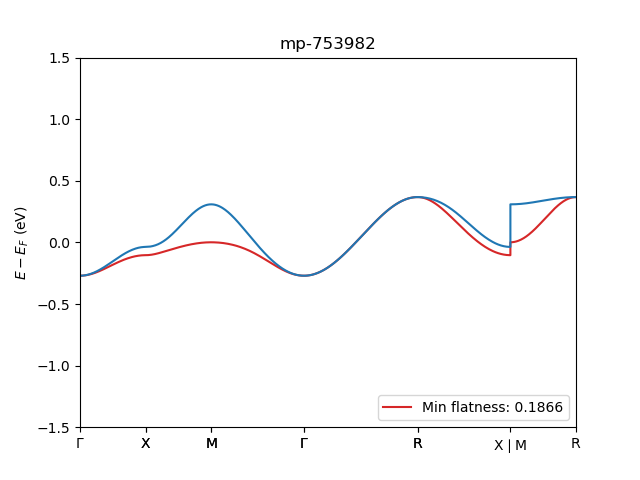 mp-753982
1.5
1.0
0.5
0.0
−0.5
−1.0
−1.5
E − E_F (eV)
Min flatness: 0.1866
Γ X M Γ R X | M R